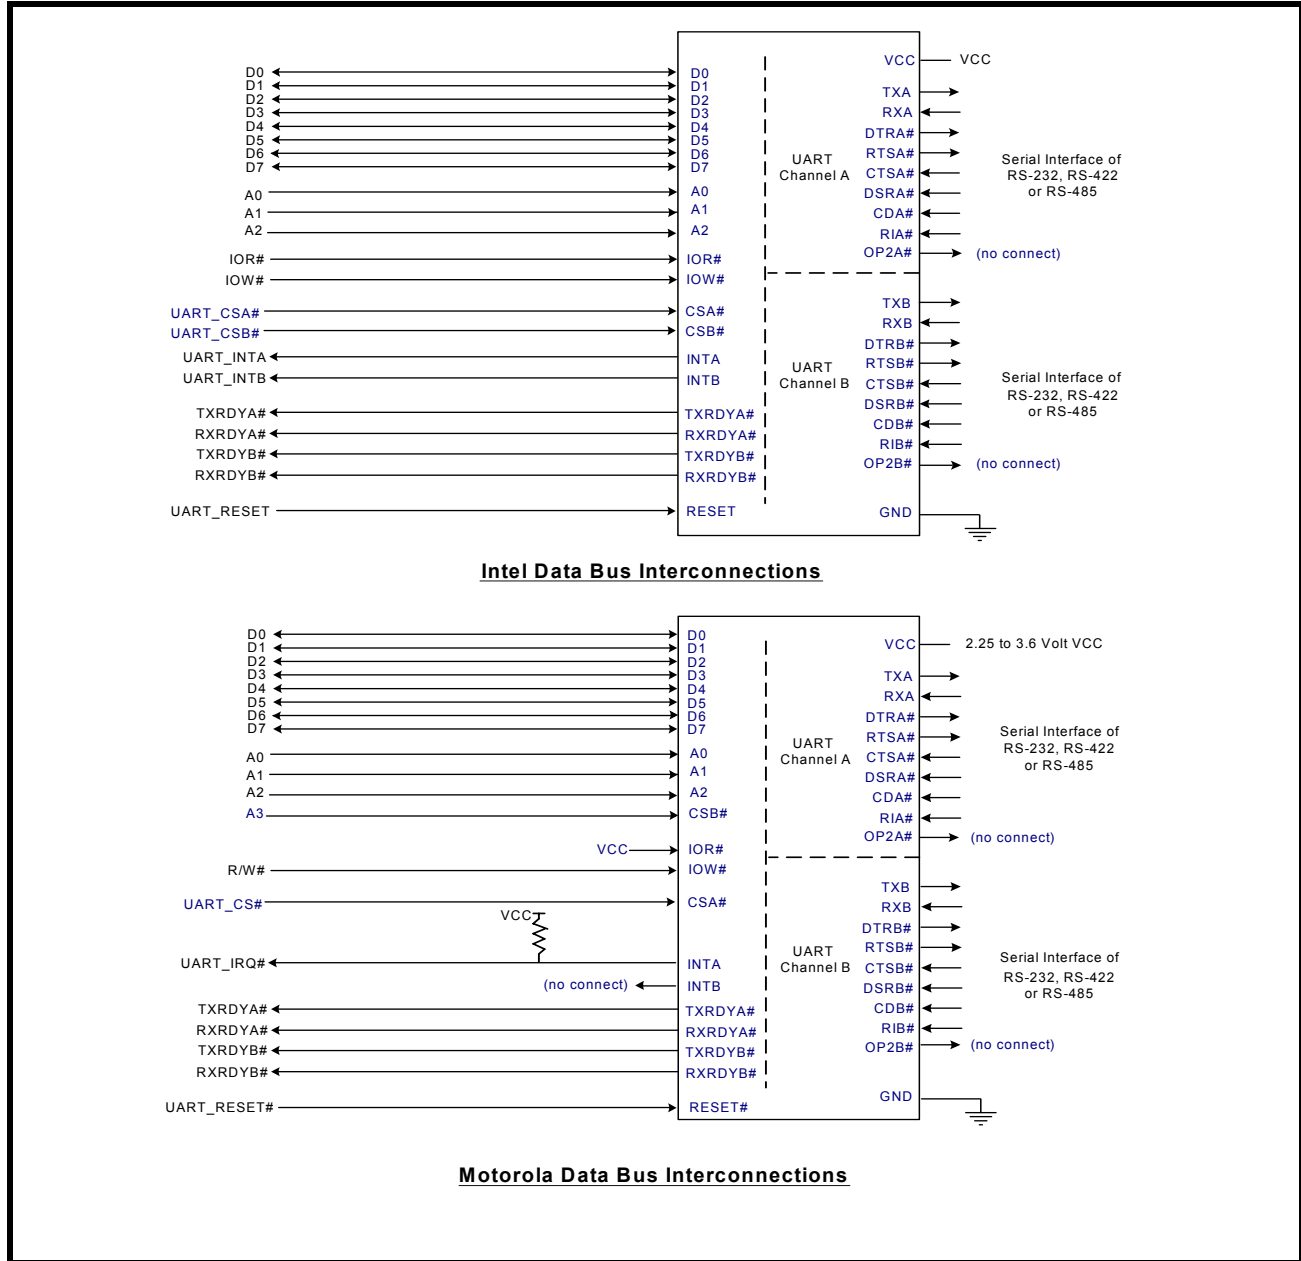 D0 D0
D1 D1
D2 D2
D3 D3
D4 D4
D5 D5
D6 D6
D7 D7
A0 A0
A1 A1
A2 A2
IOR# IOR#
IOW# IOW#
UART_CSA# CSA#
UART_CSB# CSB#
UART_INTA INTA
UART_INTB INTB
TXRDYA# TXRDYA#
RXRDYA# RXRDYA#
TXRDYB# TXRDYB#
RXRDYB# RXRDYB#
UART_RESET RESET
UART
Channel A
UART
Channel B
VCC VCC
TXA
RXA
DTRA#
RTSA#
CTSA#
DSRA#
CDA#
RIA#
OP2A# (no connect)
Serial Interface of
RS-232, RS-422
or RS-485
TXB
RXB
DTRB#
RTSB#
CTSB#
DSRB#
CDB#
RIB#
OP2B# (no connect)
Serial Interface of
RS-232, RS-422
or RS-485
GND
Intel Data Bus Interconnections
D0 D0
D1 D1
D2 D2
D3 D3
D4 D4
D5 D5
D6 D6
D7 D7
A0 A0
A1 A1
A2 A2
A3 CSB#
VCC IOR#
R/W# IOW#
UART_CS# CSA#
VCC
UART_IRQ# INTA
(no connect) INTB
TXRDYA# TXRDYA#
RXRDYA# RXRDYA#
TXRDYB# TXRDYB#
RXRDYB# RXRDYB#
UART_RESET# RESET#
UART
Channel A
UART
Channel B
VCC 2.25 to 3.6 Volt VCC
TXA
RXA
DTRA#
RTSA#
CTSA#
DSRA#
CDA#
RIA#
OP2A# (no connect)
Serial Interface of
RS-232, RS-422
or RS-485
TXB
RXB
DTRB#
RTSB#
CTSB#
DSRB#
CDB#
RIB#
OP2B# (no connect)
Serial Interface of
RS-232, RS-422
or RS-485
GND
Motorola Data Bus Interconnections